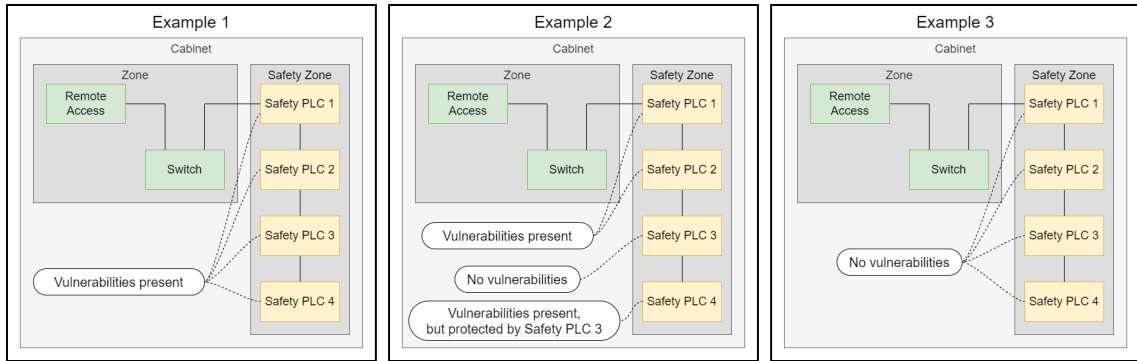 Example 1
Cabinet
Zone
Safety Zone
Remote
Access
Safety PLC 1
Switch
Safety PLC 2
Safety PLC 3
Vulnerabilities present
Safety PLC 4
Example 2
Cabinet
Zone
Safety Zone
Remote
Access
Safety PLC 1
Switch
Safety PLC 2
Vulnerabilities present
Safety PLC 3
No vulnerabilities
Vulnerabilities present,
but protected by Safety PLC 3
Safety PLC 4
Example 3
Cabinet
Zone
Safety Zone
Remote
Access
Safety PLC 1
Switch
Safety PLC 2
Safety PLC 3
No vulnerabilities
Safety PLC 4